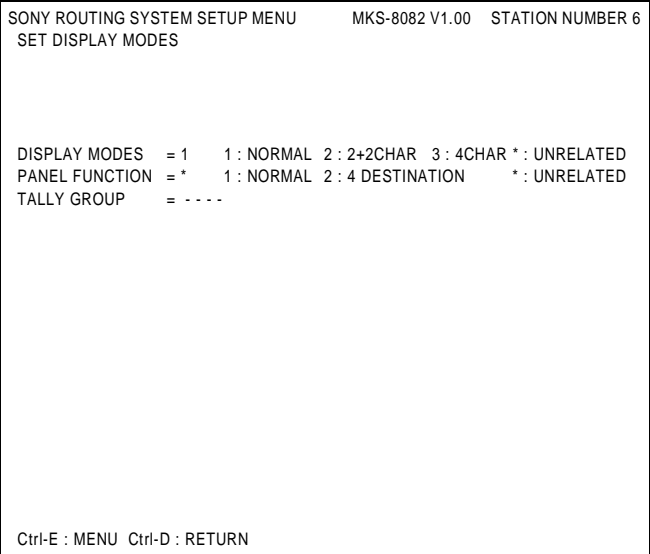 SONY ROUTING SYSTEM SETUP MENU MKS-8082 V1.00 STATION NUMBER 6
SET DISPLAY MODES
DISPLAY MODES = 1 1 : NORMAL 2 : 2+2CHAR 3 : 4CHAR * : UNRELATED
PANEL FUNCTION = * 1 : NORMAL 2 : 4 DESTINATION * : UNRELATED
TALLY GROUP = - - - -
Ctrl-E : MENU Ctrl-D : RETURN